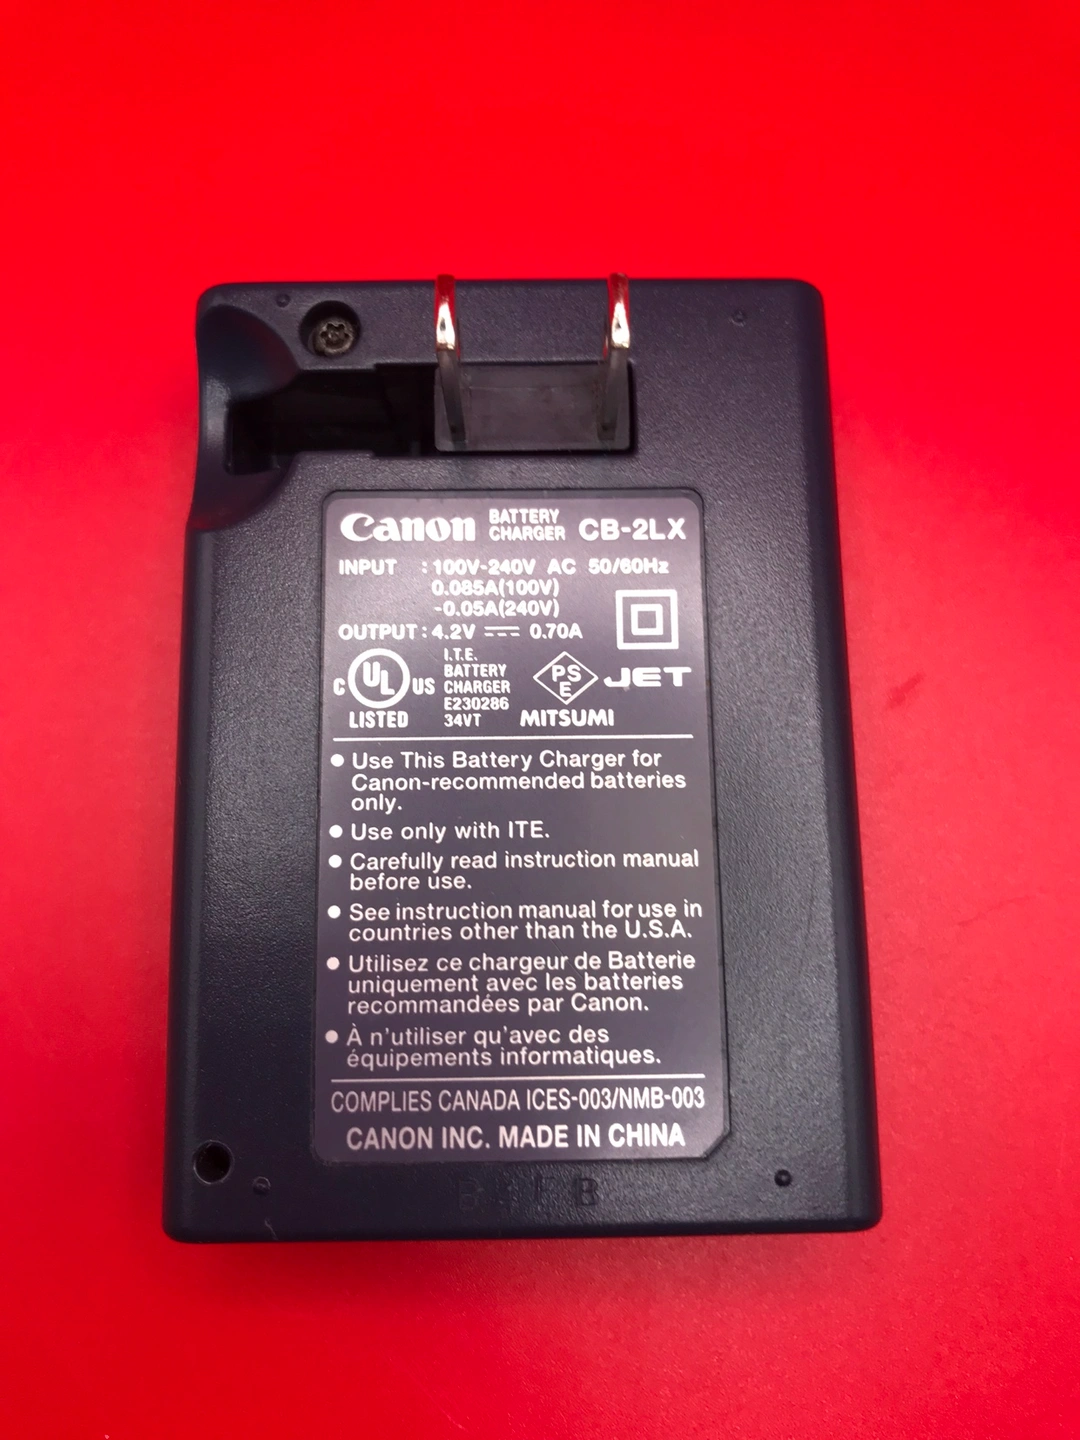 Canon BATTERY CHARGER CB-2LX
INPUT : 100V-240V AC 50/60Hz
0.085A(100V)
-0.05A(240V)
OUTPUT : 4.2V ⎓ 0.70A
C UL US
LISTED
I.T.E.
BATTERY
CHARGER
E230286
34VT
PS
E
JET
MITSUMI
● Use This Battery Charger for
Canon-recommended batteries
only.
● Use only with ITE.
● Carefully read instruction manual
before use.
● See instruction manual for use in
countries other than the U.S.A.
● Utilisez ce chargeur de Batterie
uniquement avec les batteries
recommandées par Canon.
● À n'utiliser qu'avec des
équipements informatiques.
COMPLIES CANADA ICES-003/NMB-003
CANON INC. MADE IN CHINA